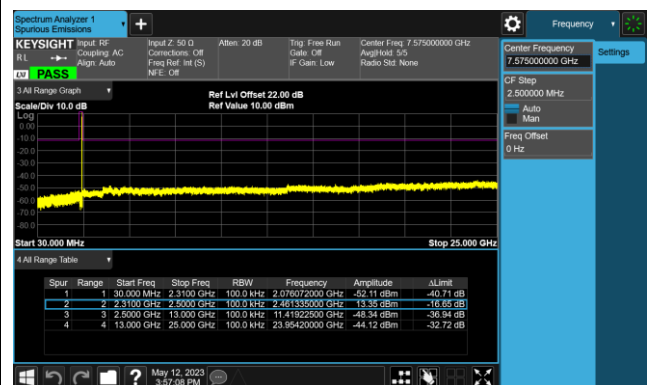 Spectrum Analyzer 1
Spurious Emissions
Frequency
KEYSIGHT
RL
PASS
Input: RF
Coupling: AC
Align: Auto
Input Z: 50 Ω
Corrections: Off
Freq Ref: Int (S)
NFE: Off
Atten: 20 dB
Trig: Free Run
Gate: Off
IF Gain: Low
Center Freq: 7.575000000 GHz
Avg|Hold: 5/5
Radio Std: None
Center Frequency
7.575000000 GHz
Settings
CF Step
2.500000 MHz
Auto
Man
Freq Offset
0 Hz
3 All Range Graph
Ref Lvl Offset 22.00 dB
Scale/Div 10.0 dB
Ref Value 10.00 dBm
Log
0.00
-10.0
-20.0
-30.0
-40.0
-50.0
-60.0
-70.0
-80.0
Start 30.000 MHz
Stop 25.000 GHz
4 All Range Table
Spur Range Start Freq Stop Freq RBW Frequency Amplitude ΔLimit
1 1 30.000 MHz 2.3100 GHz 100.0 kHz 2.076072000 GHz -52.11 dBm -40.71 dB
2 2 2.3100 GHz 2.5000 GHz 100.0 kHz 2.461335000 GHz 13.35 dBm -16.65 dB
3 3 2.5000 GHz 13.000 GHz 100.0 kHz 11.41922500 GHz -48.34 dBm -36.94 dB
4 4 13.000 GHz 25.000 GHz 100.0 kHz 23.95420000 GHz -44.12 dBm -32.72 dB
?
May 12, 2023
3:57:08 PM